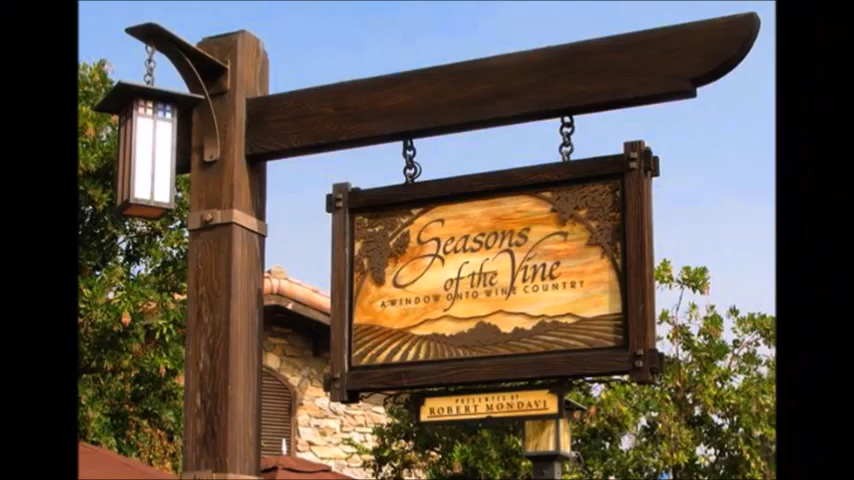 Seasons
of the Vine
A WINDOW ONTO WINE COUNTRY
PRESENTED BY
ROBERT MONDAVI